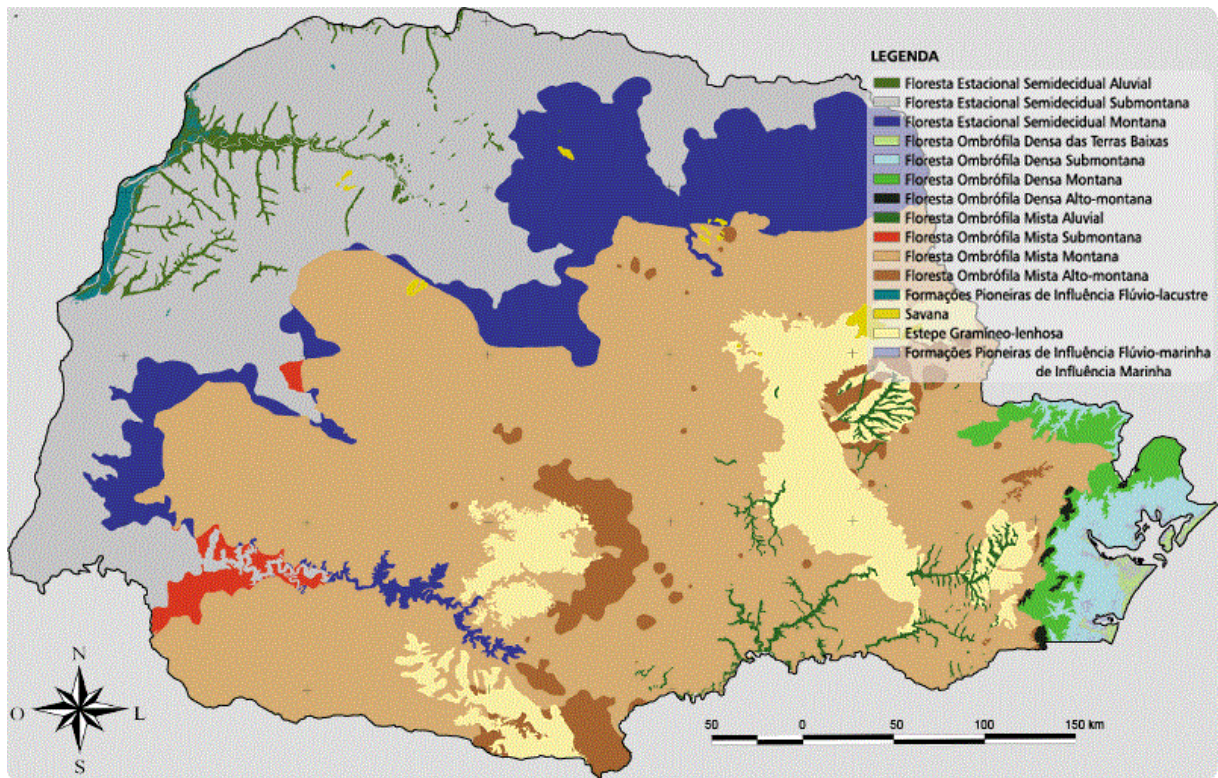 LEGENDA
Floresta Estacional Semidecidual Aluvial
Floresta Estacional Semidecidual Submontana
Floresta Estacional Semidecidual Montana
Floresta Ombrófila Densa das Terras Baixas
Floresta Ombrófila Densa Submontana
Floresta Ombrófila Densa Montana
Floresta Ombrófila Densa Alto-montana
Floresta Ombrófila Mista Aluvial
Floresta Ombrófila Mista Submontana
Floresta Ombrófila Mista Montana
Floresta Ombrófila Mista Alto-montana
Formações Pioneiras de Influência Flúvio-lacustre
Savana
Estepe Gramíneo-lenhosa
Formações Pioneiras de Influência Flúvio-marinha
de Influência Marinha
N
O L
S
50 0 50 100 150 km